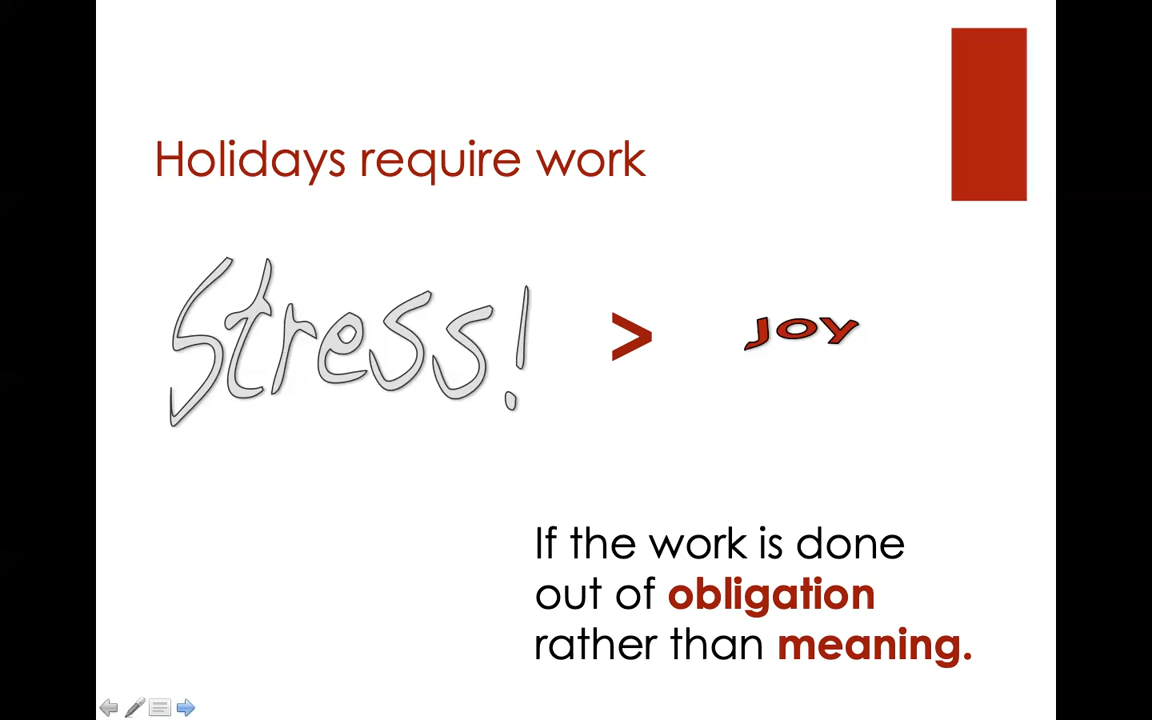 Holidays require work
Stress! > JOY
If the work is done
out of obligation
rather than meaning.